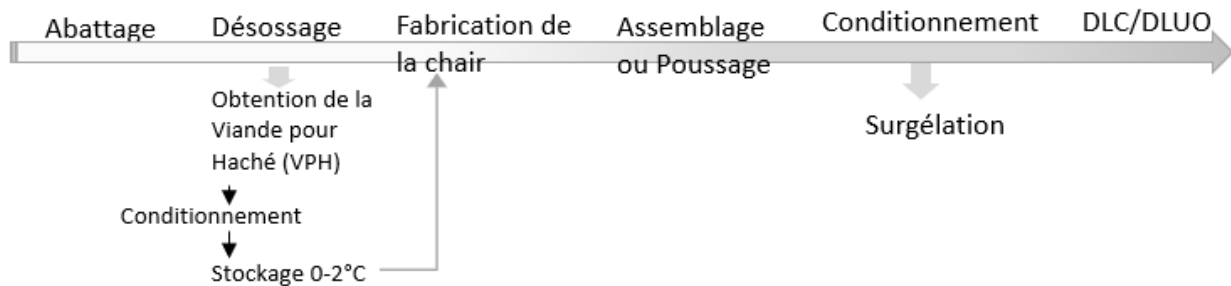 Abattage
Désossage
Fabrication de
la chair
Assemblage
ou Poussage
Conditionnement
DLC/DLUO
Obtention de la
Viande pour
Haché (VPH)
Conditionnement
Stockage 0-2°C
Surgélation